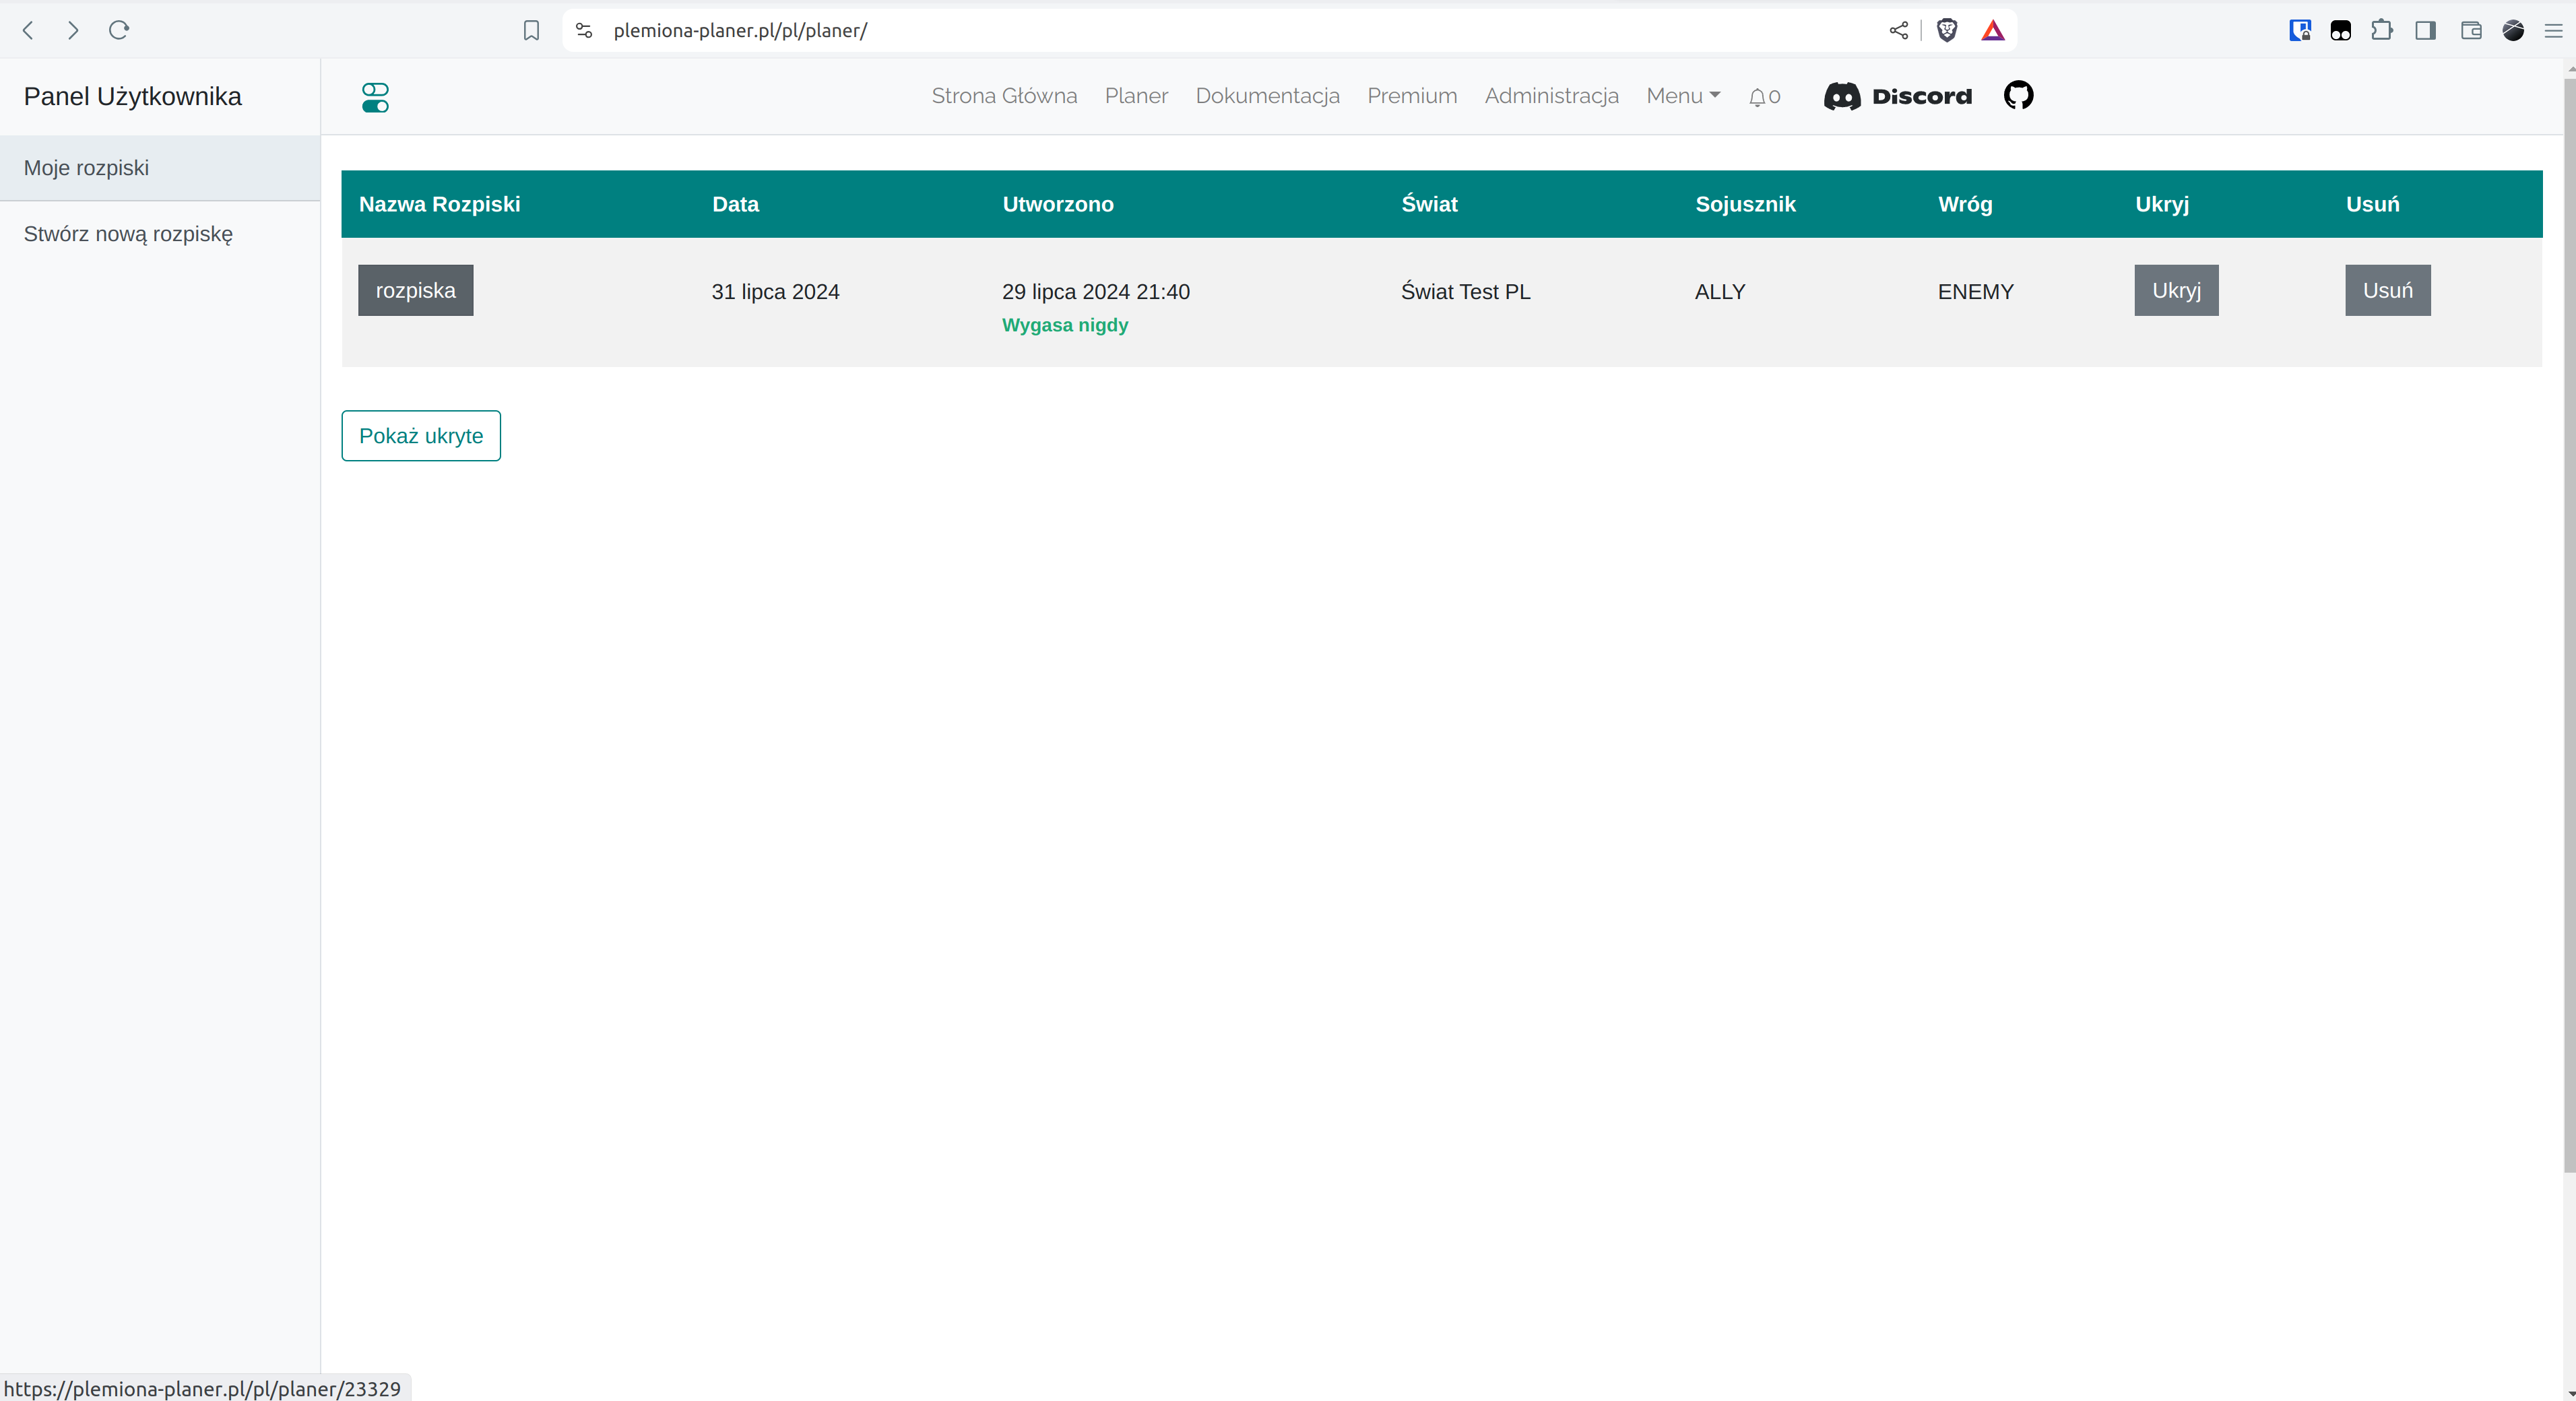 plemiona-planer.pl/pl/planer/
Panel Użytkownika
Strona Główna Planer Dokumentacja Premium Administracja Menu 0 Discord
Moje rozpiski
Stwórz nową rozpiskę
Nazwa Rozpiski Data Utworzono Świat Sojusznik Wróg Ukryj Usuń
rozpiska 31 lipca 2024 29 lipca 2024 21:40 Świat Test PL ALLY ENEMY Ukryj Usuń
Wygasa nigdy
Pokaż ukryte
https://plemiona-planer.pl/pl/planer/23329